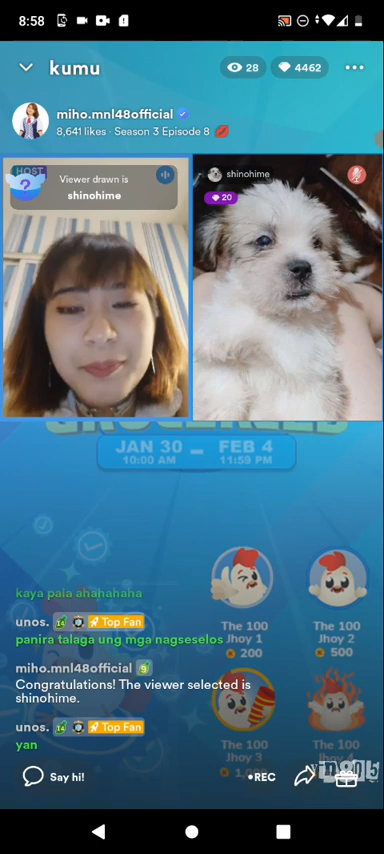 8:58
kumu
28
4462
miho.mnl48official
8,641 likes · Season 3 Episode 8 💋
HOST
Viewer drawn is
shinohime
shinohime
20
JAN 30 – FEB 4
10:00 AM 11:59 PM
kaya pala ahahahaha
unos. 14 Top Fan
panira talaga ung mga nagseselos
miho.mnl48official 9
Congratulations! The viewer selected is
shinohime.
unos. 14 Top Fan
yan
The 100
Jhoy 1
200
The 100
Jhoy 2
500
The 100
Jhoy 3
The 100
Say hi!
•REC